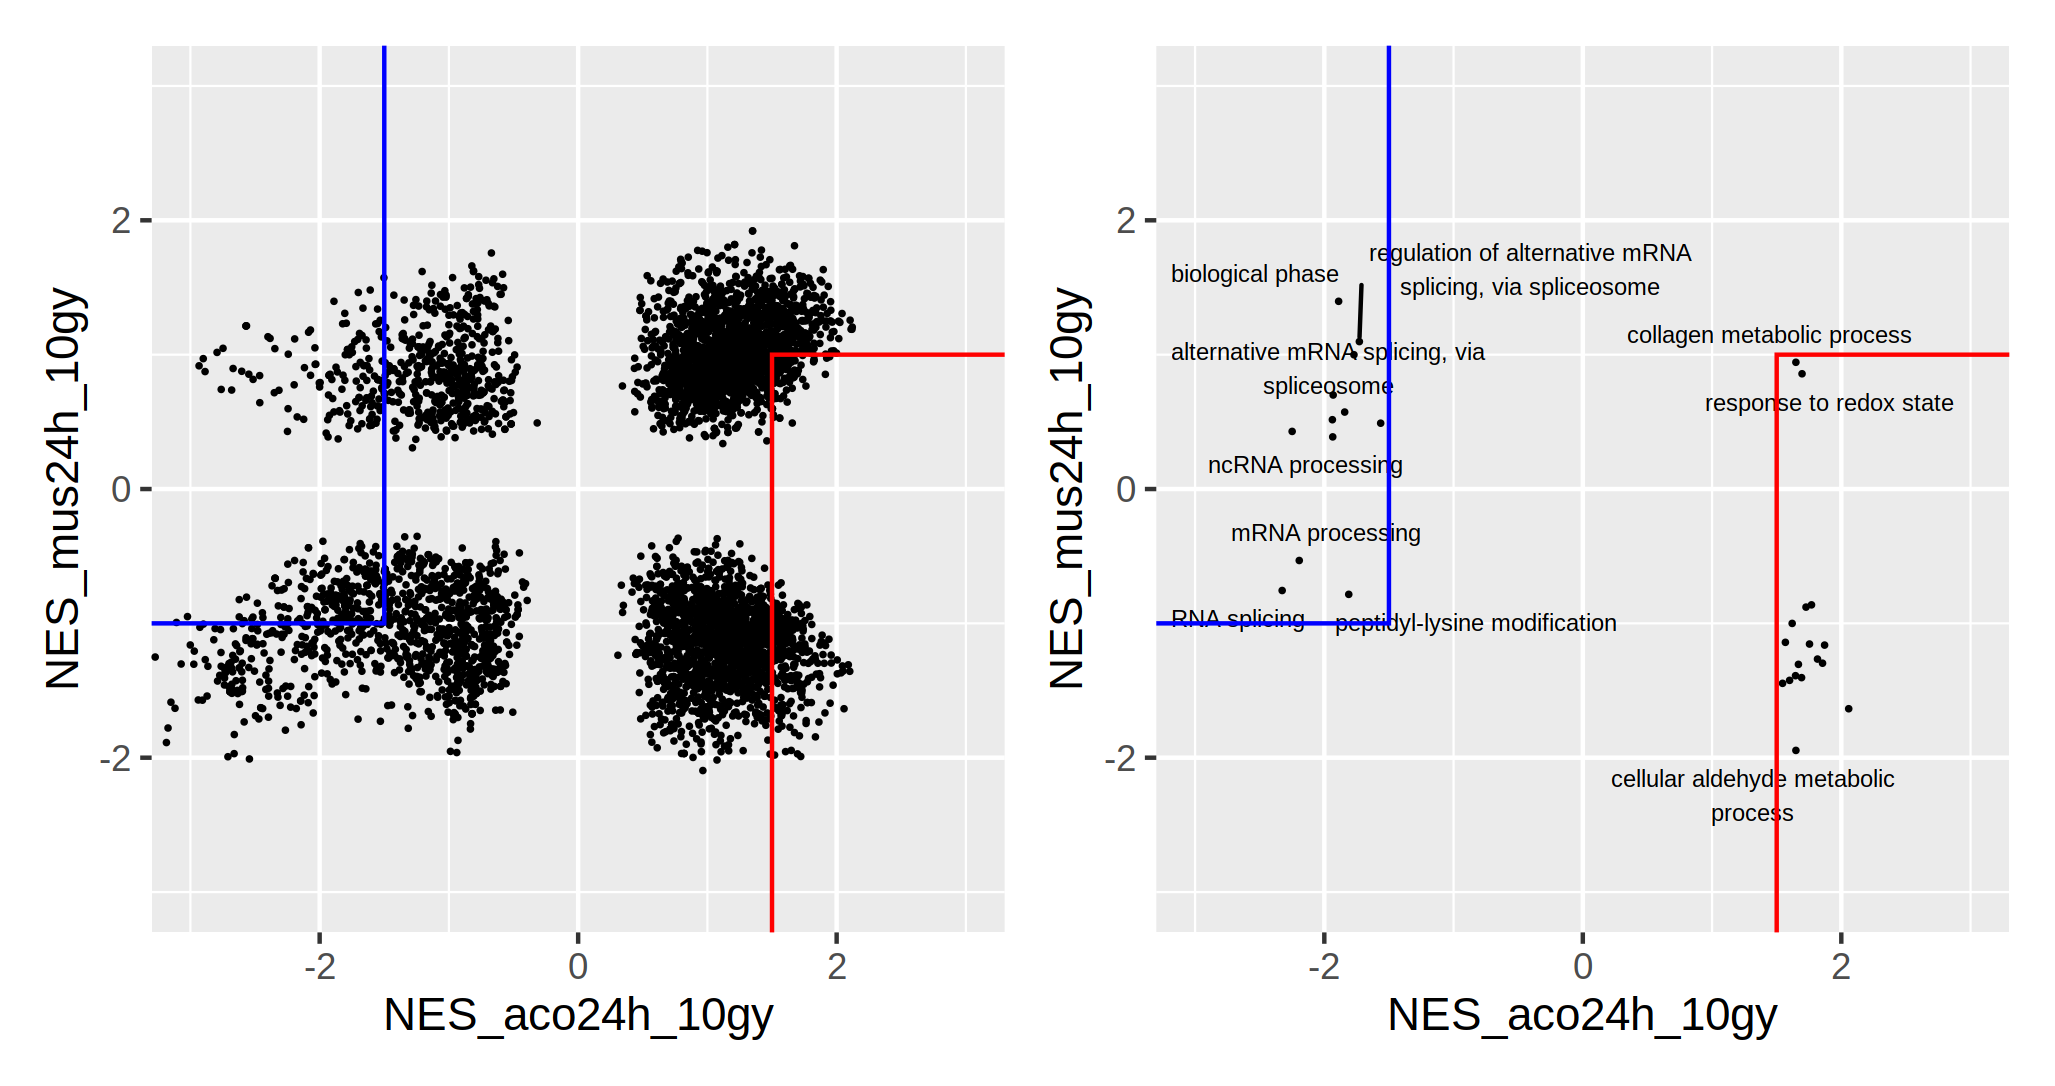 NES_mus24h_10gy
2
0
-2
-2
0
2
NES_aco24h_10gy
NES_mus24h_10gy
2
0
-2
regulation of alternative mRNA
splicing, via spliceosome
biological phase
collagen metabolic process
alternative mRNA splicing, via
spliceosome
response to redox state
ncRNA processing
mRNA processing
RNA splicing
peptidyl-lysine modification
cellular aldehyde metabolic
process
-2
0
2
NES_aco24h_10gy